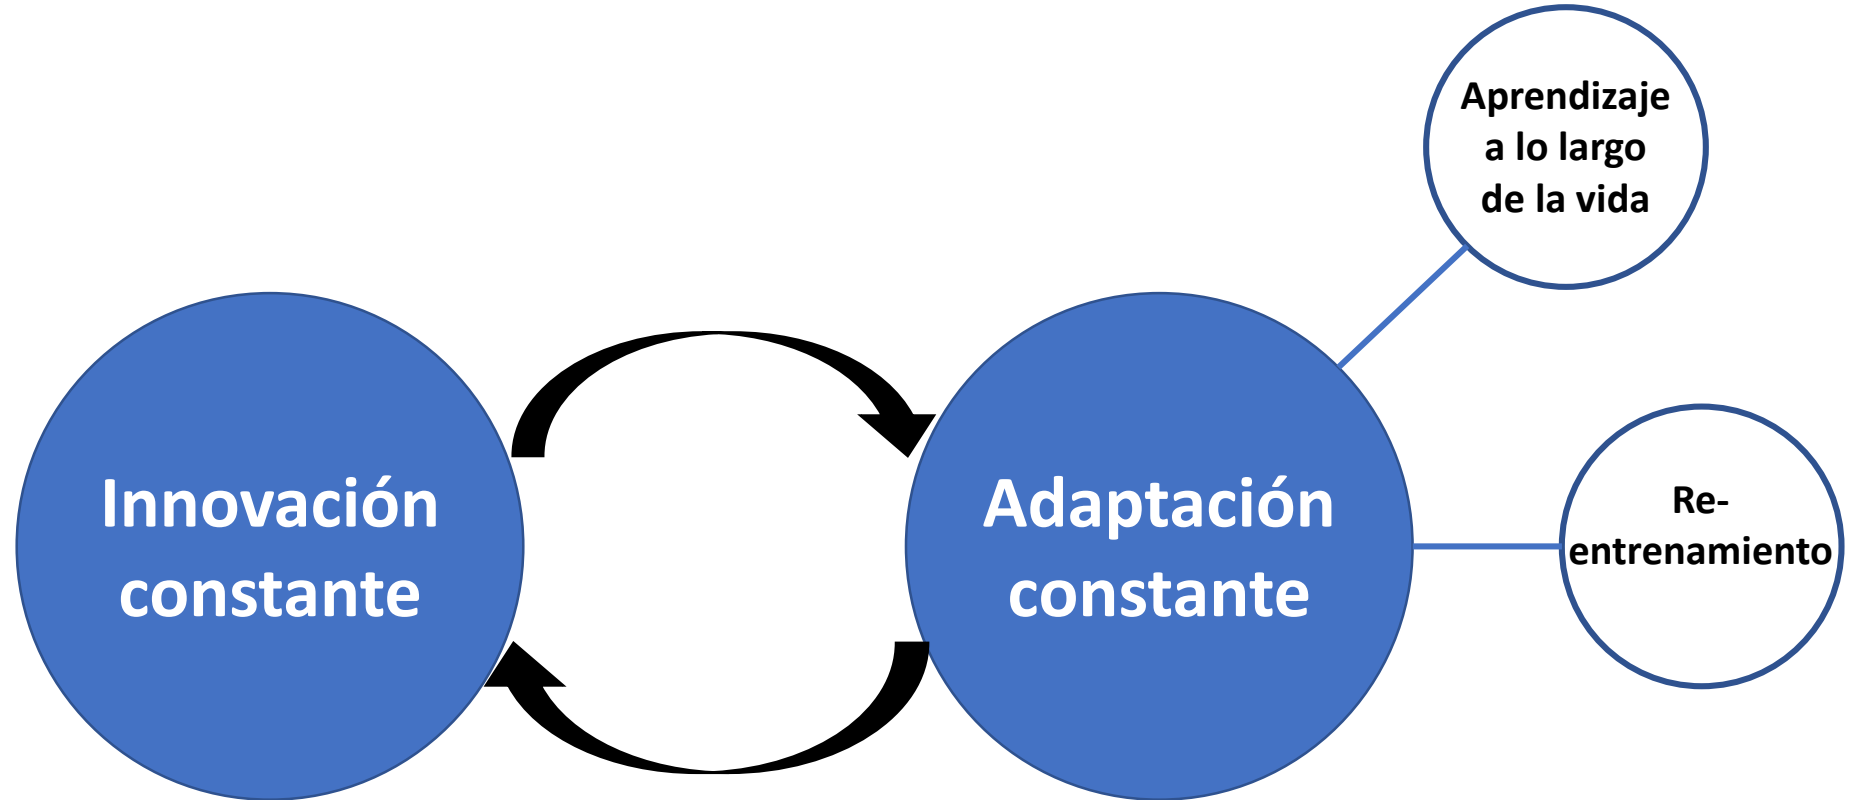 Innovación
constante
Adaptación
constante
Aprendizaje
a lo largo
de la vida
Re-
entrenamiento